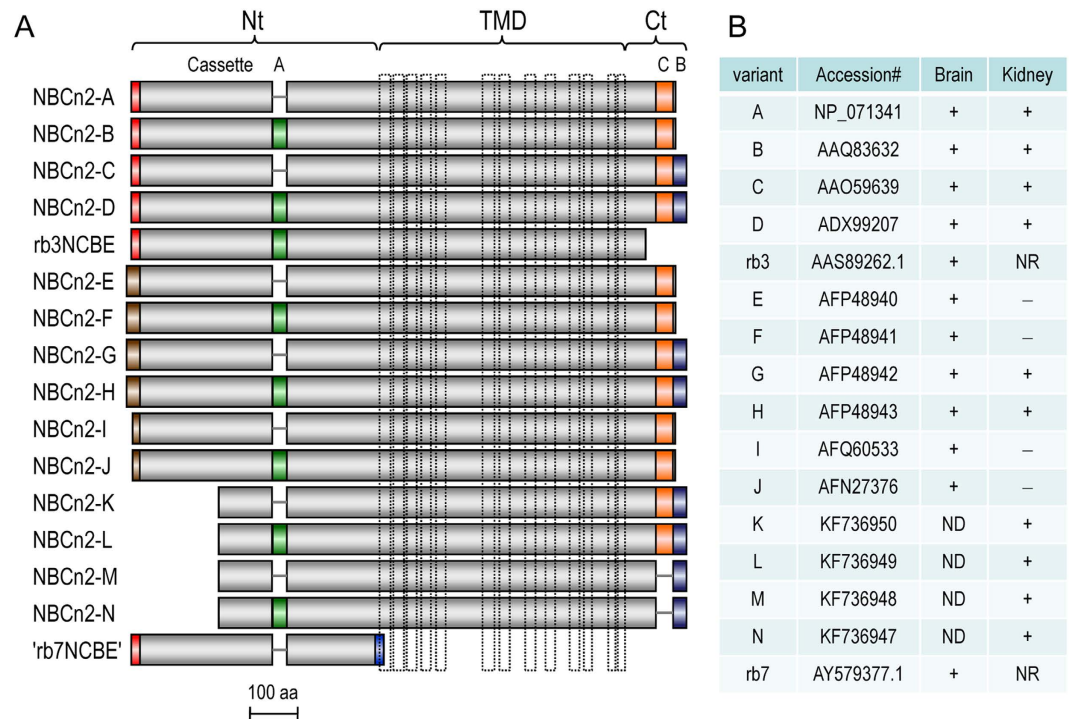 A
Nt TMD Ct
Cassette A C B
NBCn2-A
NBCn2-B
NBCn2-C
NBCn2-D
rb3NCBE
NBCn2-E
NBCn2-F
NBCn2-G
NBCn2-H
NBCn2-I
NBCn2-J
NBCn2-K
NBCn2-L
NBCn2-M
NBCn2-N
'rb7NCBE'
100 aa
B
variant Accession# Brain Kidney
A NP_071341 + +
B AAQ83632 + +
C AAO59639 + +
D ADX99207 + +
rb3 AAS89262.1 + NR
E AFP48940 + –
F AFP48941 + –
G AFP48942 + +
H AFP48943 + +
I AFQ60533 + –
J AFN27376 + –
K KF736950 ND +
L KF736949 ND +
M KF736948 ND +
N KF736947 ND +
rb7 AY579377.1 + NR